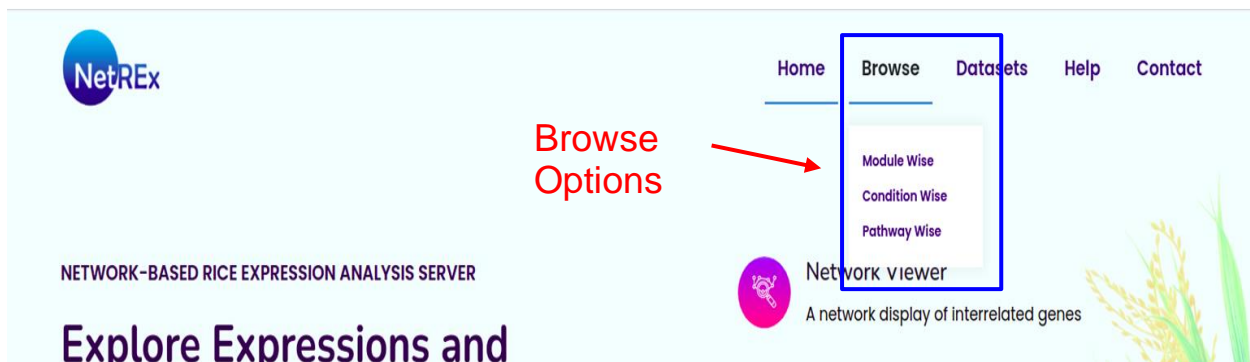 NetREx
Home Browse Datasets Help Contact
Browse
Options
Module Wise
Condition Wise
Pathway Wise
NETWORK-BASED RICE EXPRESSION ANALYSIS SERVER
Network Viewer
A network display of interrelated genes
Explore Expressions and